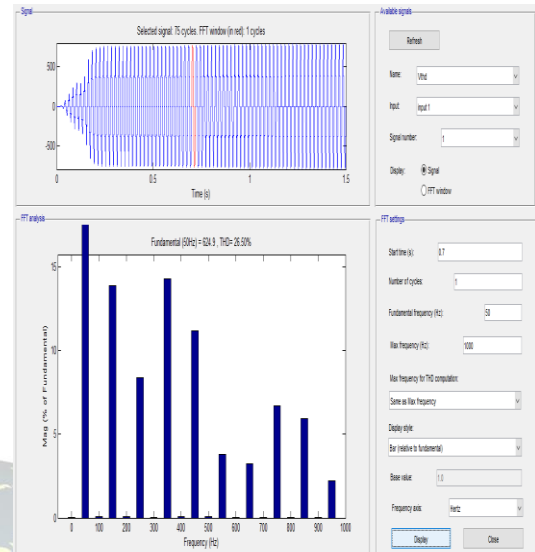 Signal
Selected signal: 75 cycles. FFT window (in red): 1 cycles
500
0
-500
0
0.5
1
1.5
Time (s)
Available signals
Refresh
Name:
Vthd
Input:
input 1
Signal number:
1
Display:
Signal
FFT window
FFT analysis
Fundamental (50Hz) = 624.9 , THD= 26.50%
15
10
5
0
Mag (% of Fundamental)
0 100 200 300 400 500 600 700 800 900 1000
Frequency (Hz)
FFT settings
Start time (s):
0.7
Number of cycles:
1
Fundamental frequency (Hz):
50
Max frequency (Hz):
1000
Max frequency for THD computation:
Same as Max frequency
Display style:
Bar (relative to fundamental)
Base value:
1.0
Frequency axis:
Hertz
Display
Close